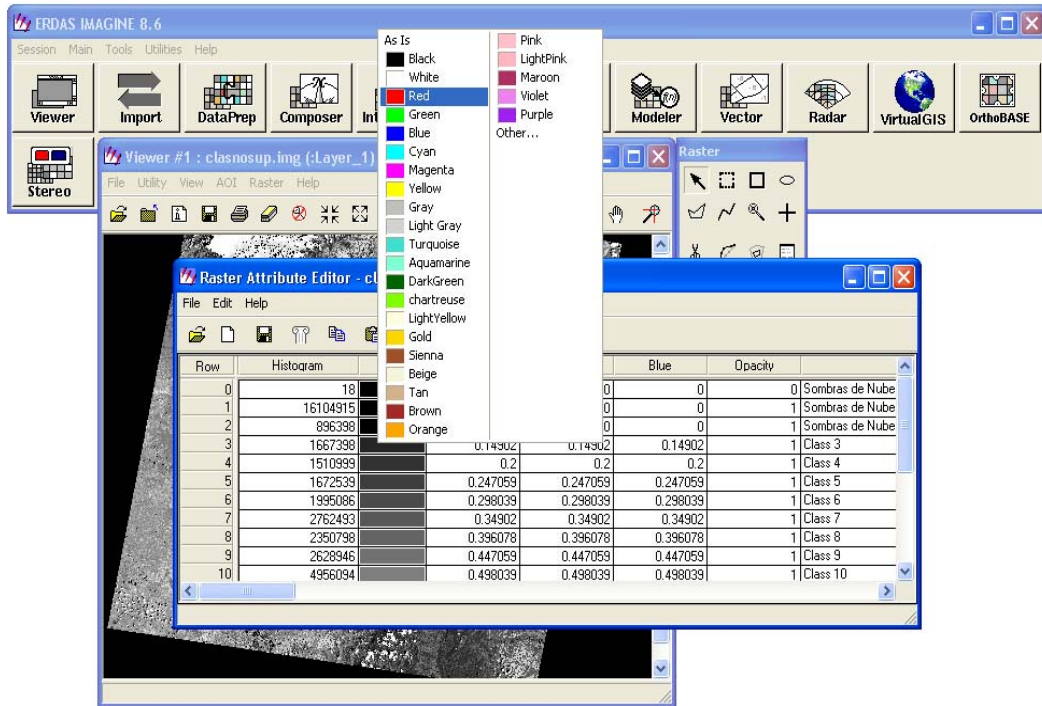 ERDAS IMAGINE 8.6
Session Main Tools Utilities Help
Viewer Import DataPrep Composer Modeler Vector Radar VirtualGIS OrthoBASE
Stereo
As Is
Black
White
Red
Green
Blue
Cyan
Magenta
Yellow
Gray
Light Gray
Turquoise
Aquamarine
DarkGreen
chartreuse
LightYellow
Gold
Sienna
Beige
Tan
Brown
Orange
Pink
LightPink
Maroon
Violet
Purple
Other...
Viewer #1 : clasnosup.img (:Layer_1)
File Utility View AOI Raster Help
Raster
Raster Attribute Editor - cl
File Edit Help
Row Histogram Blue Opacity
0 18 0 0 0 Sombras de Nube
1 16104915 0 0 1 Sombras de Nube
2 896398 0 0 1 Sombras de Nube
3 1667398 0.14902 0.14902 0.14902 1 Class 3
4 1510999 0.2 0.2 0.2 1 Class 4
5 1672539 0.247059 0.247059 0.247059 1 Class 5
6 1995086 0.298039 0.298039 0.298039 1 Class 6
7 2762493 0.34902 0.34902 0.34902 1 Class 7
8 2350798 0.396078 0.396078 0.396078 1 Class 8
9 2628946 0.447059 0.447059 0.447059 1 Class 9
10 4956094 0.498039 0.498039 0.498039 1 Class 10